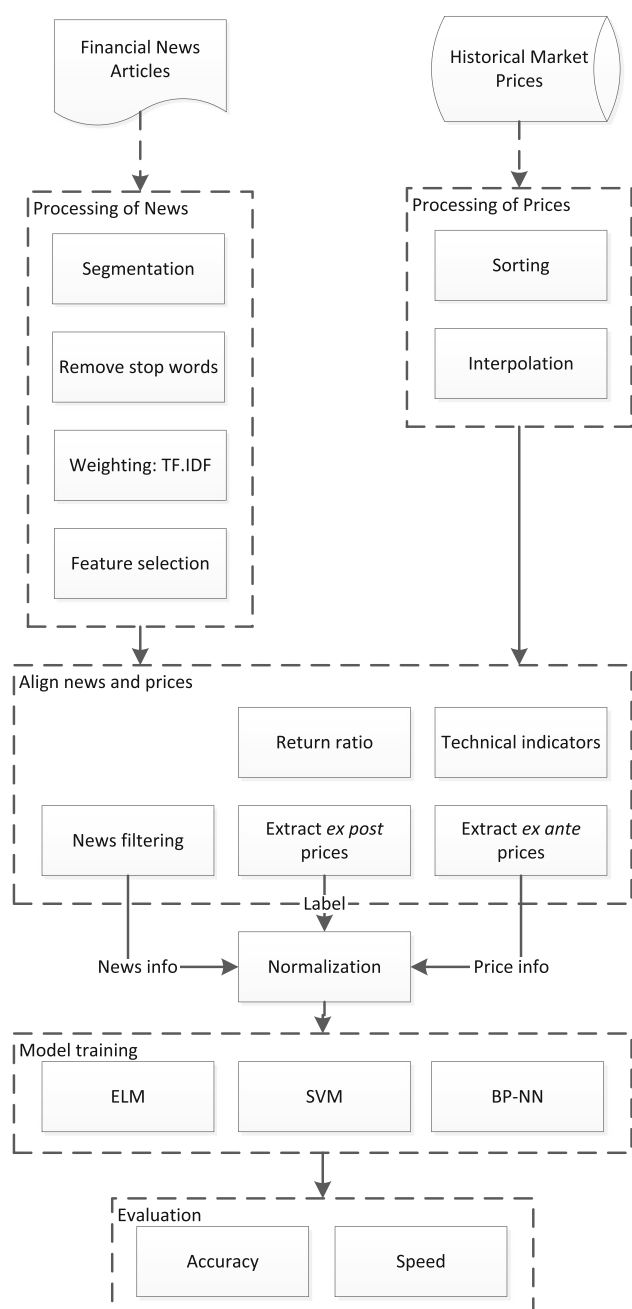 Financial News
Articles
Historical Market
Prices
Processing of News
Segmentation
Remove stop words
Weighting: TF.IDF
Feature selection
Processing of Prices
Sorting
Interpolation
Align news and prices
Return ratio
Technical indicators
News filtering
Extract ex post
prices
Extract ex ante
prices
Label
News info
Normalization
Price info
Model training
ELM
SVM
BP-NN
Evaluation
Accuracy
Speed